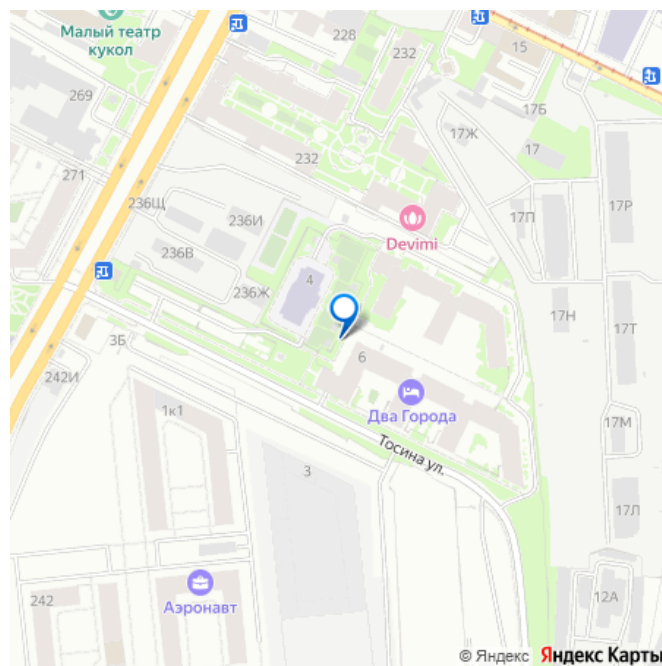 Малый театр
кукол
228
232
15
269
17Б
17Ж
17
232
271
236Щ
236И
17П
17Р
Devimi
236В
4
236Ж
17Н
17Т
3Б
6
242И
Два Города
1к1
17М
Тосина ул.
3
17Л
Аэронавт
242
12А
© Яндекс Яндекс Карты